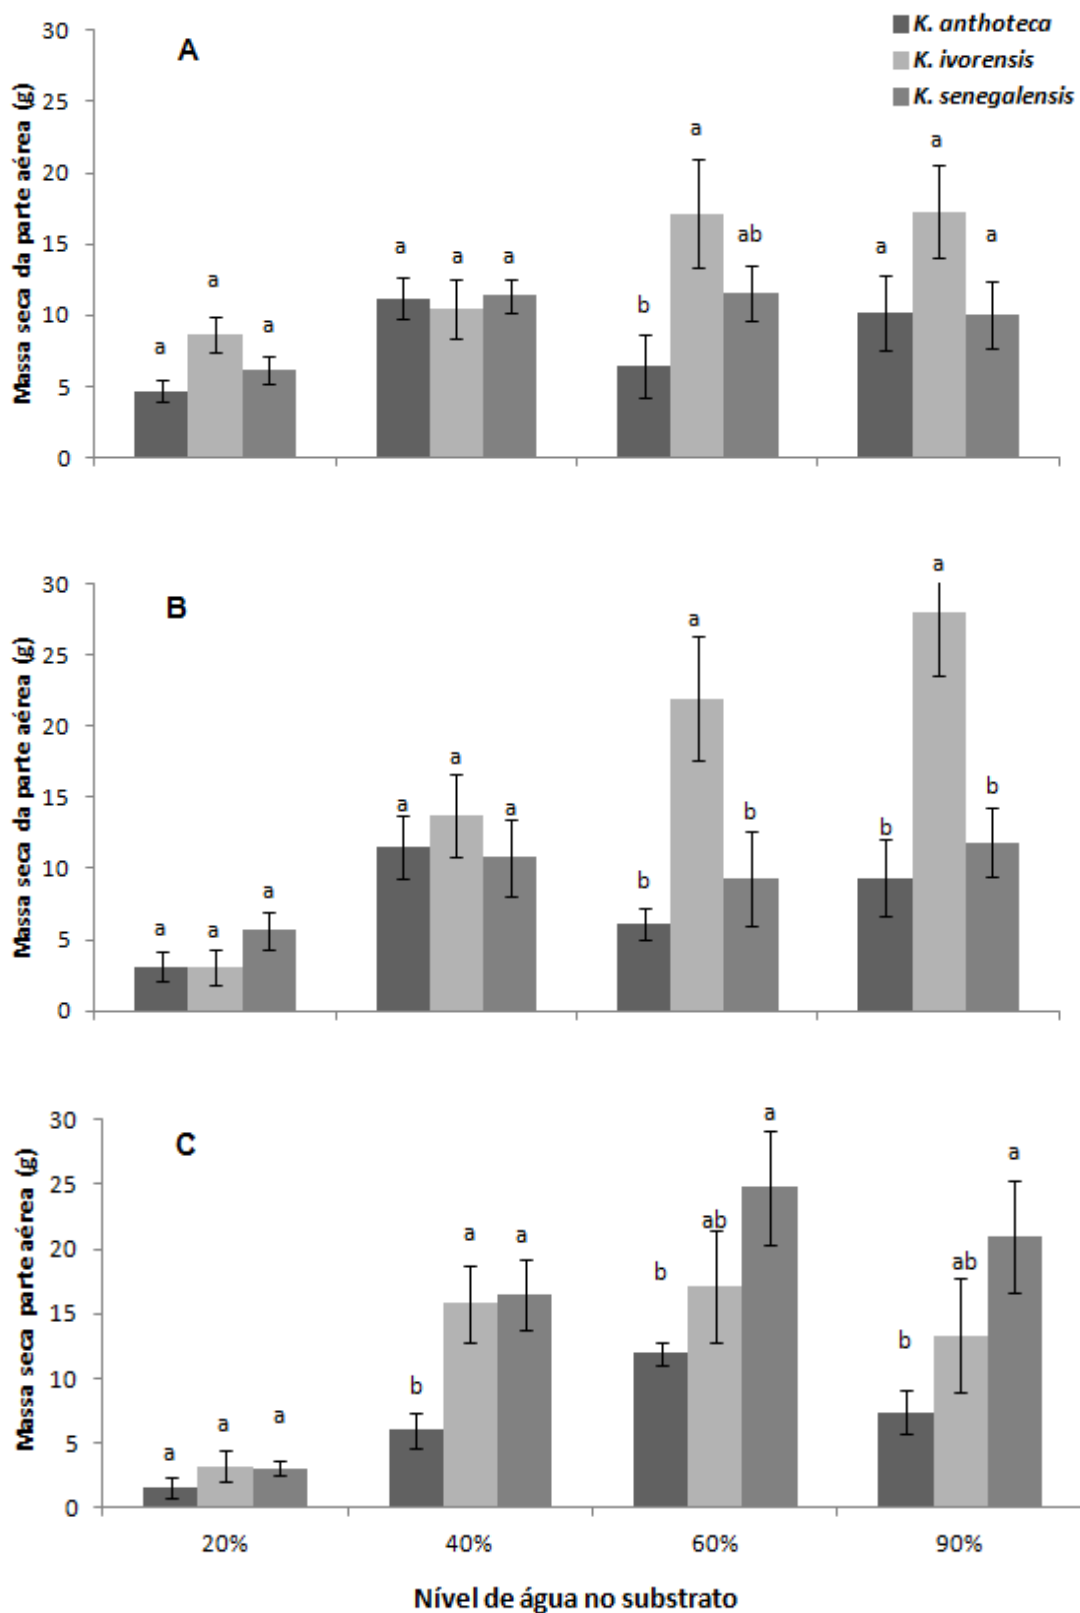 K. anthoteca
K. ivorensis
K. senegalensis
A
Massa seca da parte aérea (g)
30
25
20
15
10
5
0
a a a
a a a
b a ab
a a a
B
Massa seca da parte aérea (g)
30
25
20
15
10
5
0
a a a
a a a
b a b
b a b
C
Massa seca parte aérea (g)
30
25
20
15
10
5
0
a a a
b a a
b ab a
b ab a
20% 40% 60% 90%
Nível de água no substrato